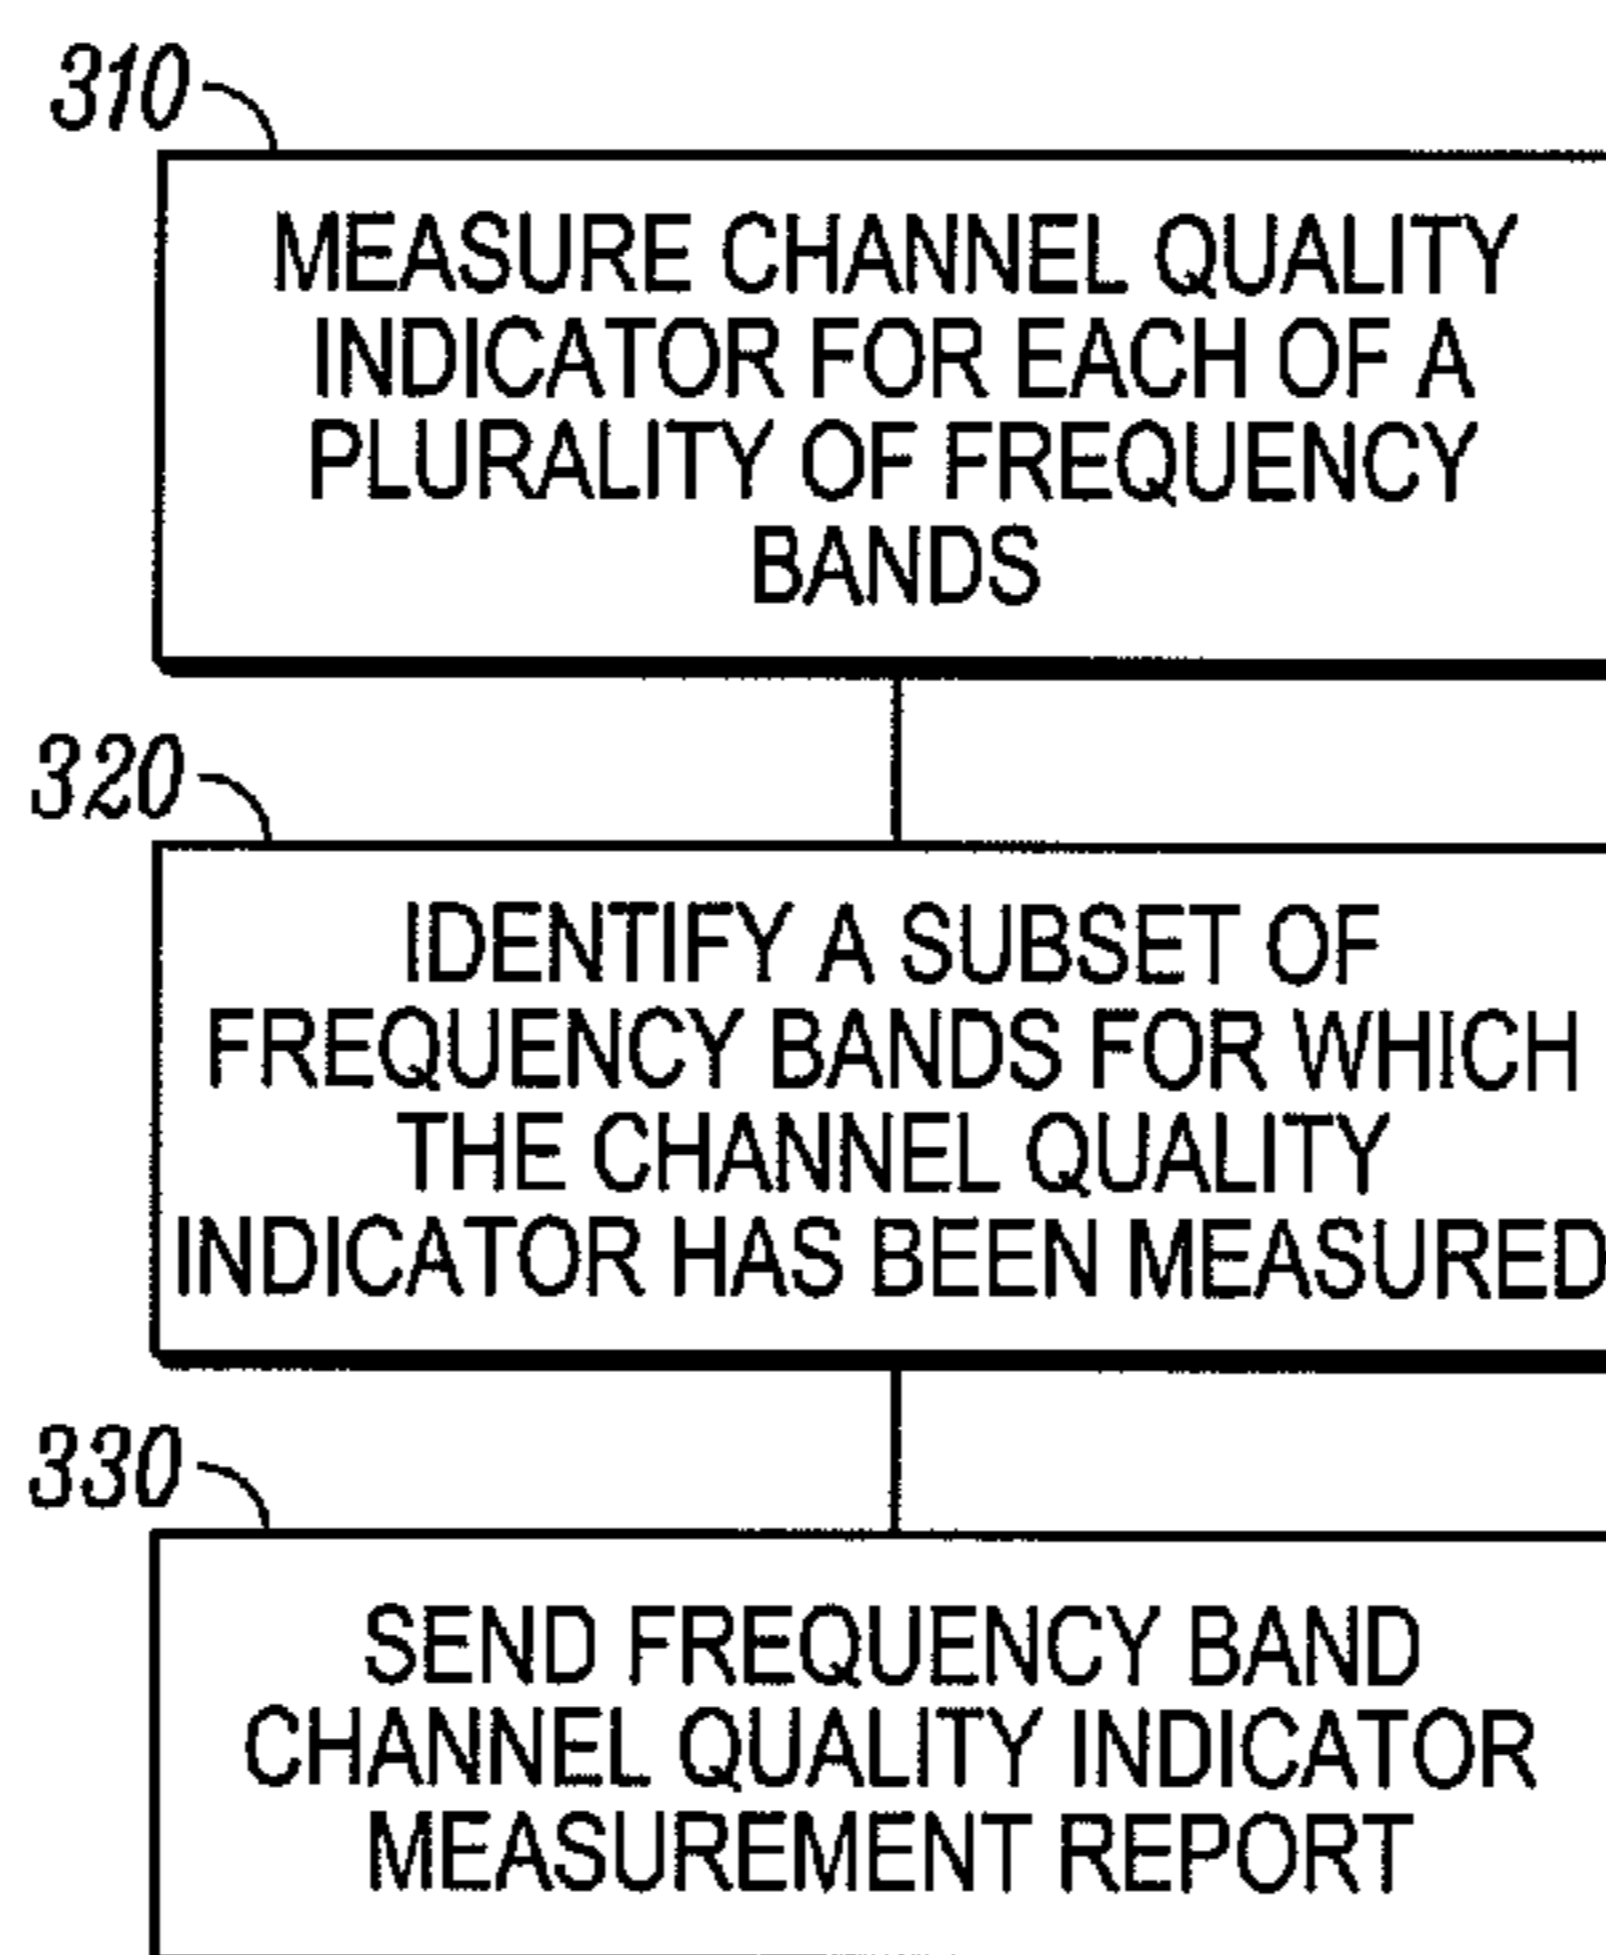 310
MEASURE CHANNEL QUALITY
INDICATOR FOR EACH OF A
PLURALITY OF FREQUENCY
BANDS
320
IDENTIFY A SUBSET OF
FREQUENCY BANDS FOR WHICH
THE CHANNEL QUALITY
INDICATOR HAS BEEN MEASURED
330
SEND FREQUENCY BAND
CHANNEL QUALITY INDICATOR
MEASUREMENT REPORT